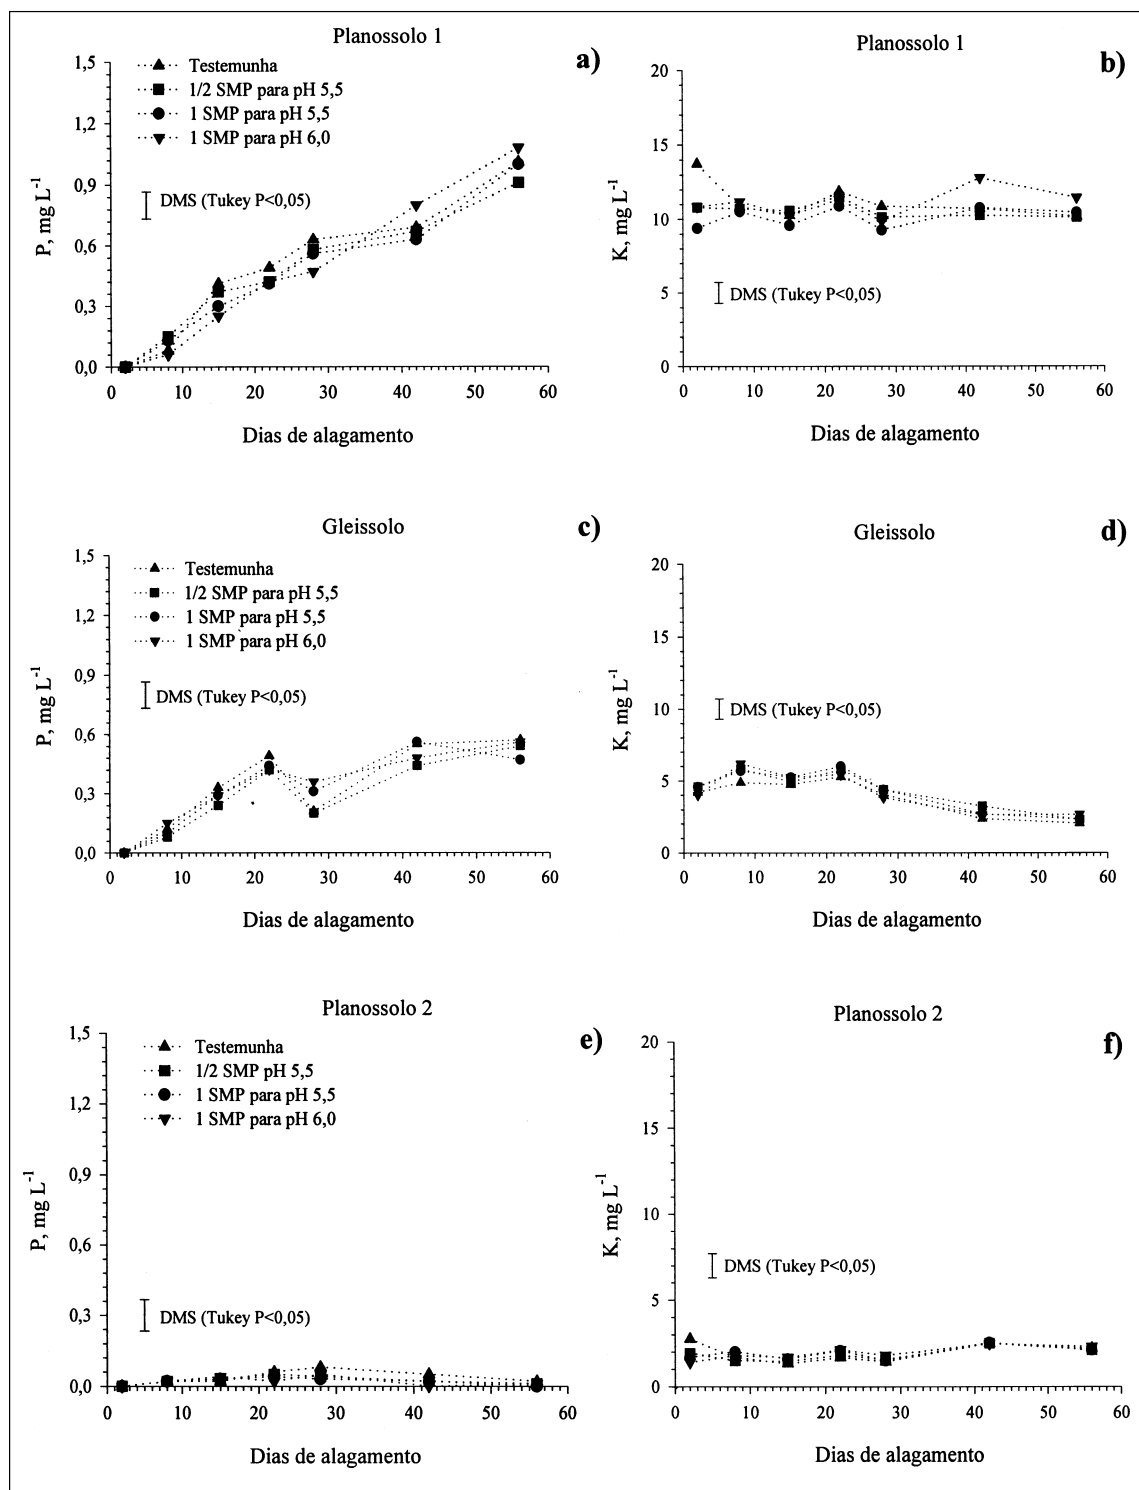 Planossolo 1
a)
1,5
1,2
0,9
0,6
0,3
0,0
P, mg L-1
Testemunha
1/2 SMP para pH 5,5
1 SMP para pH 5,5
1 SMP para pH 6,0
DMS (Tukey P<0,05)
0 10 20 30 40 50 60
Dias de alagamento
Planossolo 1
b)
20
15
10
5
0
K, mg L-1
DMS (Tukey P<0,05)
0 10 20 30 40 50 60
Dias de alagamento
Gleissolo
c)
1,5
1,2
0,9
0,6
0,3
0,0
P, mg L-1
Testemunha
1/2 SMP para pH 5,5
1 SMP para pH 5,5
1 SMP para pH 6,0
DMS (Tukey P<0,05)
0 10 20 30 40 50 60
Dias de alagamento
Gleissolo
d)
20
15
10
5
0
K, mg L-1
DMS (Tukey P<0,05)
0 10 20 30 40 50 60
Dias de alagamento
Planossolo 2
e)
1,5
1,2
0,9
0,6
0,3
0,0
P, mg L-1
Testemunha
1/2 SMP pH 5,5
1 SMP para pH 5,5
1 SMP para pH 6,0
DMS (Tukey P<0,05)
0 10 20 30 40 50 60
Dias de alagamento
Planossolo 2
f)
20
15
10
5
0
K, mg L-1
DMS (Tukey P<0,05)
0 10 20 30 40 50 60
Dias de alagamento